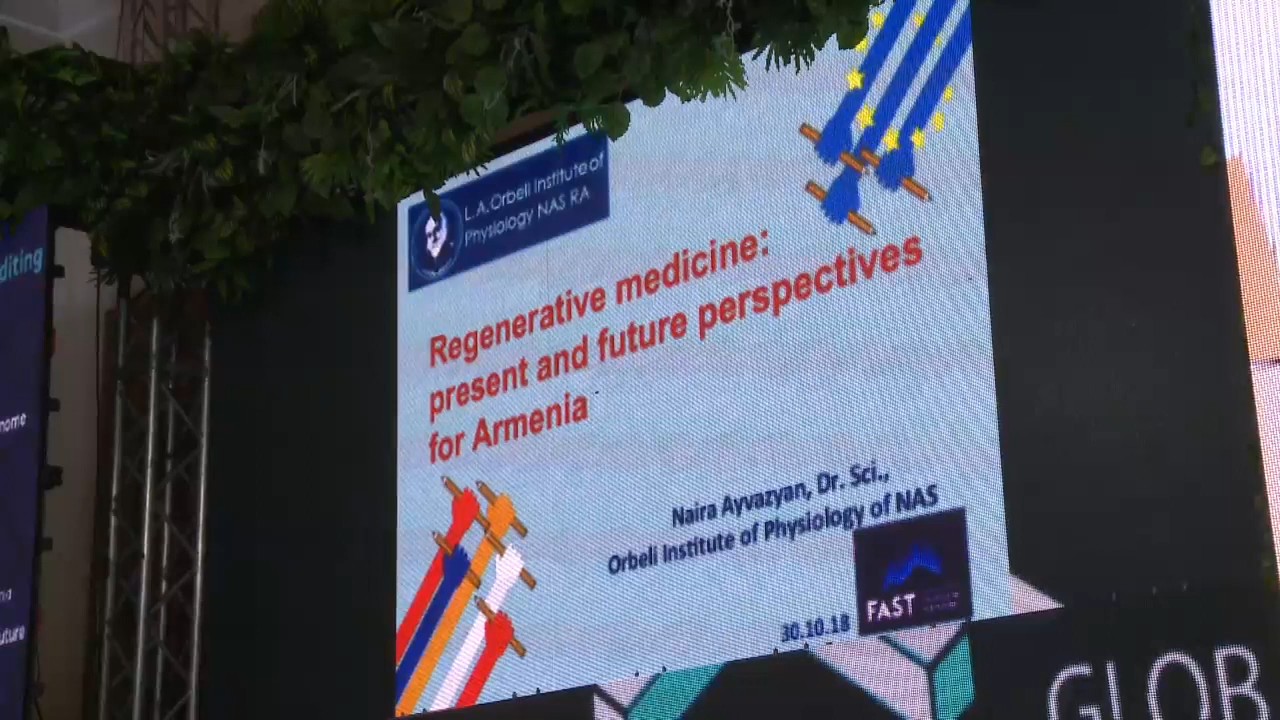 diting
nome
uture
L.A.Orbeli Institute of
Physiology NAS RA
Regenerative medicine:
present and future perspectives
for Armenia
Naira Ayvazyan, Dr. Sci.,
Orbeli Institute of Physiology of NAS
FAST
30.10.18
GLOB